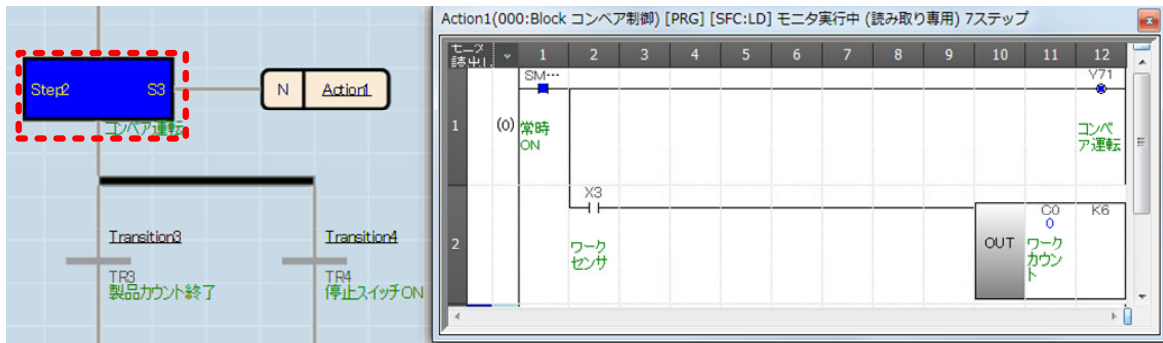 Step2 S3
N Action1
コンベア運転
Transition3
TR3
製品カウント終了
Transition4
TR4
停止スイッチON
Action1(000:Block コンベア制御) [PRG] [SFC:LD] モニタ実行中 (読み取り専用) 7ステップ
1 2 3 4 5 6 7 8 9 10 11 12
SM… Y71
1 (0) 常時
ON
コンベ
ア運転
X3
C0 K6
0
2 OUT
ワーク
センサ
ワーク
カウン
ト